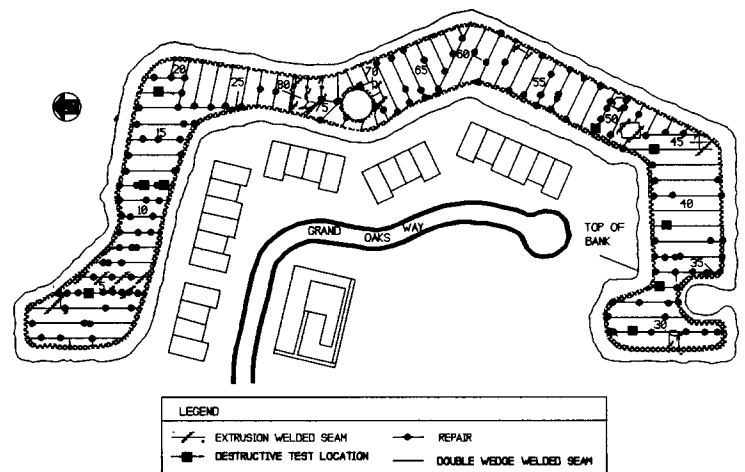 20
25
80
75
70
65
60
55
50
45
15
10
5
40
35
30
GRAND OAKS WAY
TOP OF
BANK
LEGEND
EXTRUSION WELDED SEAM
REPAIR
DESTRUCTIVE TEST LOCATION
DOUBLE WEDGE WELDED SEAM